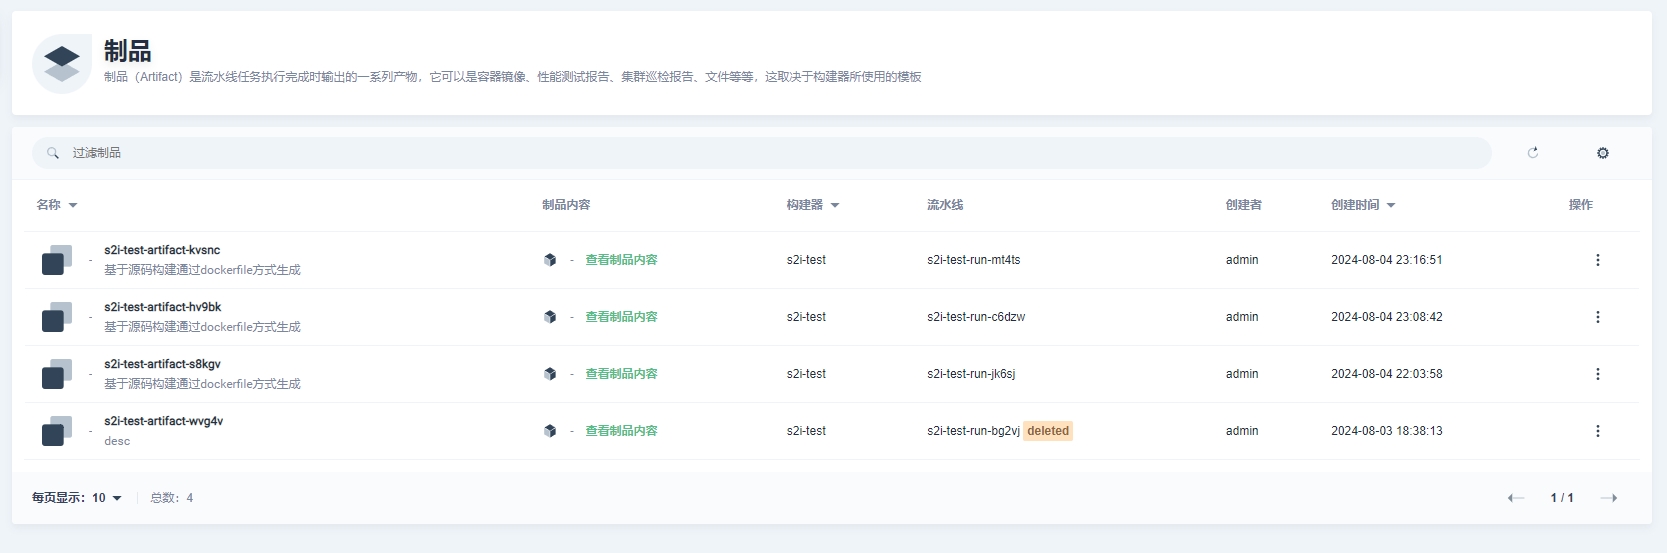 制品
制品（Artifact）是流水线任务执行完成时输出的一系列产物，它可以是容器镜像、性能测试报告、集群巡检报告、文件等等，这取决于构建器所使用的模板
过滤制品
名称 制品内容 构建器 流水线 创建者 创建时间 操作
s2i-test-artifact-kvsnc
- - 查看制品内容 s2i-test s2i-test-run-mt4ts admin 2024-08-04 23:16:51
基于源码构建通过dockerfile方式生成
s2i-test-artifact-hv9bk
- - 查看制品内容 s2i-test s2i-test-run-c6dzw admin 2024-08-04 23:08:42
基于源码构建通过dockerfile方式生成
s2i-test-artifact-s8kgv
- - 查看制品内容 s2i-test s2i-test-run-jk6sj admin 2024-08-04 22:03:58
基于源码构建通过dockerfile方式生成
s2i-test-artifact-wvg4v
- - 查看制品内容 s2i-test s2i-test-run-bg2vj deleted admin 2024-08-03 18:38:13
desc
每页显示：10 总数：4 1 / 1